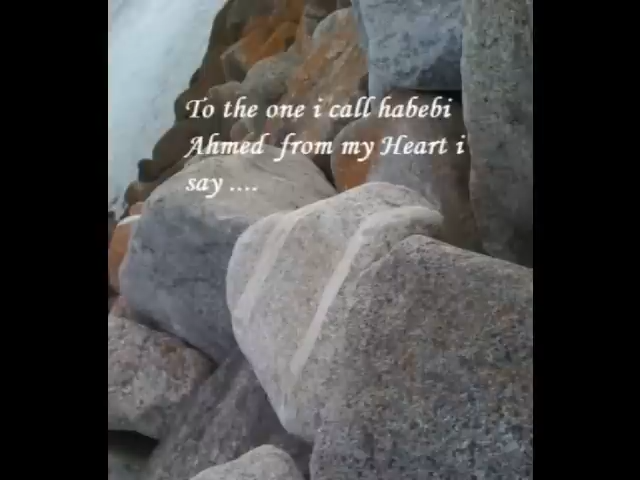 To the one i call habebi
Ahmed from my Heart i
say ....